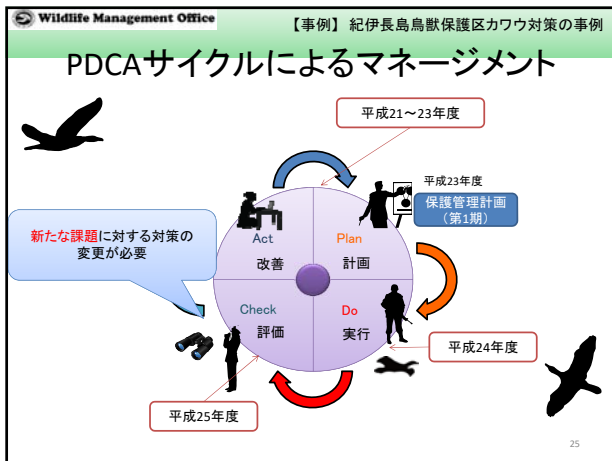 Wildlife Management Office
【事例】 紀伊長島鳥獣保護区カワウ対策の事例
PDCAサイクルによるマネージメント
平成21～23年度
平成23年度
保護管理計画
（第1期）
新たな課題に対する対策の
変更が必要
Act
改善
Plan
計画
Check
評価
Do
実行
平成24年度
平成25年度
25